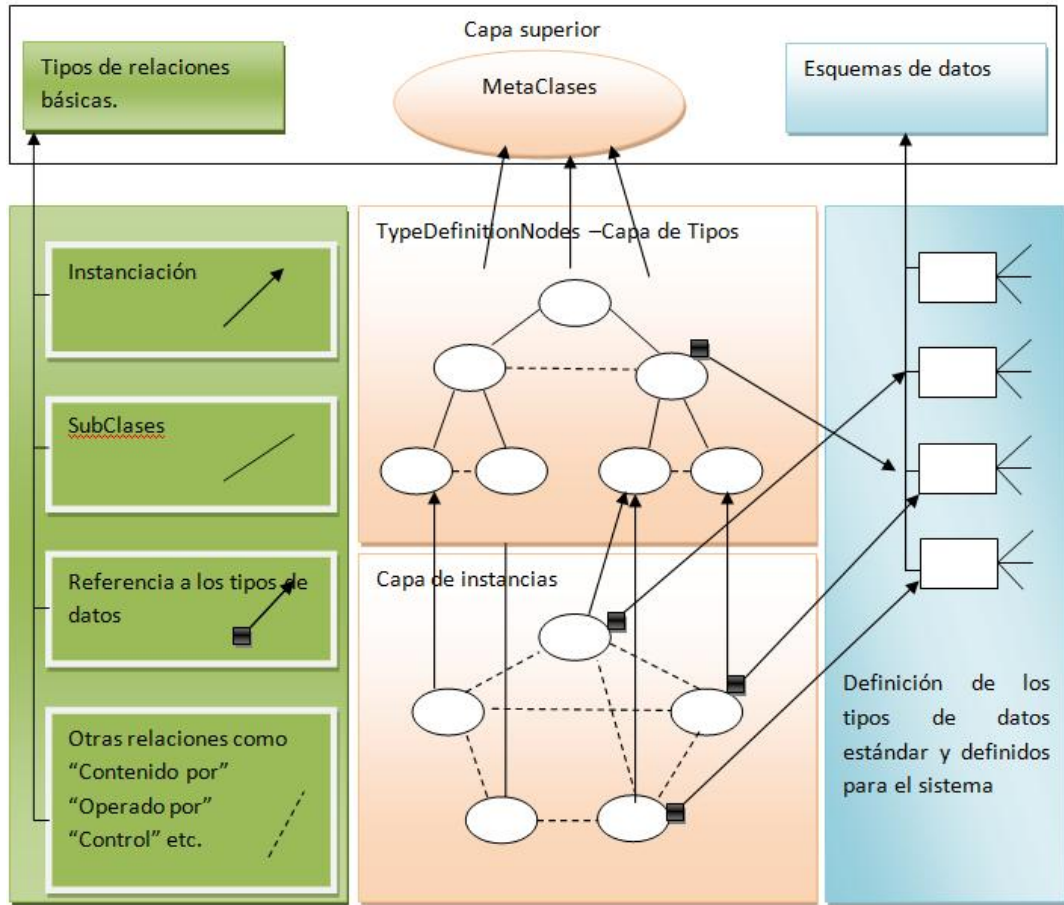 Capa superior
Tipos de relaciones
básicas.
MetaClases
Esquemas de datos
Instanciación
SubClases
Referencia a los tipos de
datos
Otras relaciones como
“Contenido por”
“Operado por”
“Control” etc.
TypeDefinitionNodes –Capa de Tipos
Capa de instancias
Definición de los
tipos de datos
estándar y definidos
para el sistema